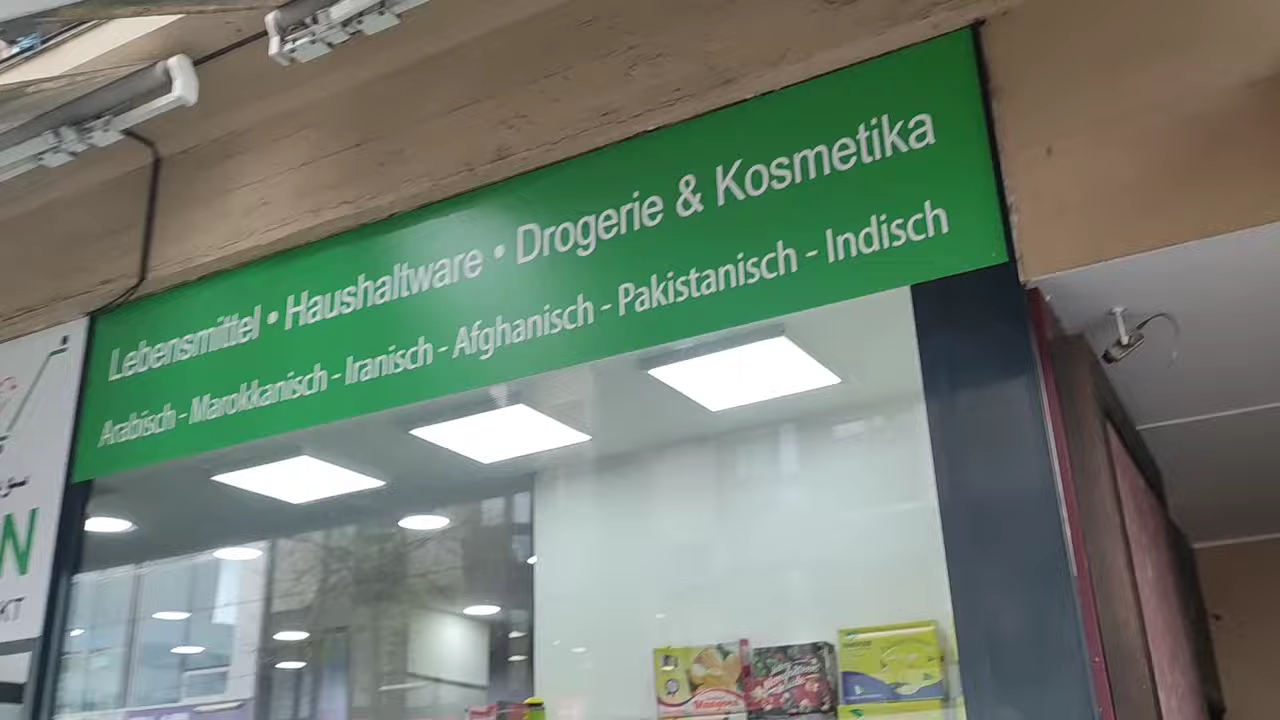 Lebensmittel • Haushaltware • Drogerie & Kosmetika
Arabisch - Marokkanisch - Iranisch - Afghanisch - Pakistanisch - Indisch